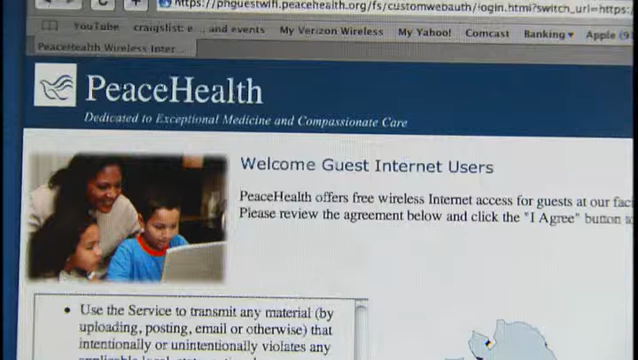 https://phguestwifi.peacehealth.org/fs/customwebauth/login.html?switch_url=https:
YouTube craigslist: e... and events My Verizon Wireless My Yahoo! Comcast Banking Apple (9
PeaceHealth Wireless Inter...
PeaceHealth
Dedicated to Exceptional Medicine and Compassionate Care
Welcome Guest Internet Users
PeaceHealth offers free wireless Internet access for guests at our fac
Please review the agreement below and click the "I Agree" button to
• Use the Service to transmit any material (by
uploading, posting, email or otherwise) that
intentionally or unintentionally violates any